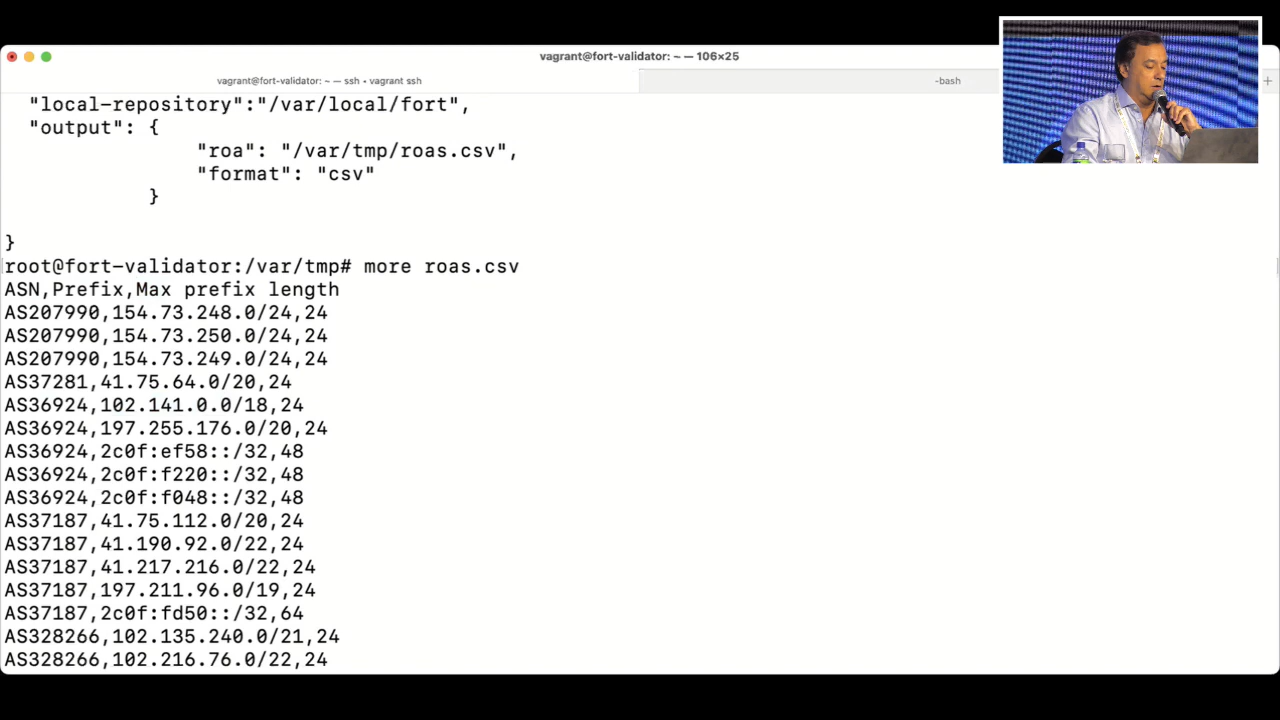 vagrant@fort-validator: ~ — 106×25
vagrant@fort-validator: ~ — ssh • vagrant ssh
-bash
+
"local-repository":"/var/local/fort",
"output": {
"roa": "/var/tmp/roas.csv",
"format": "csv"
}
}
root@fort-validator:/var/tmp# more roas.csv
ASN,Prefix,Max prefix length
AS207990,154.73.248.0/24,24
AS207990,154.73.250.0/24,24
AS207990,154.73.249.0/24,24
AS37281,41.75.64.0/20,24
AS36924,102.141.0.0/18,24
AS36924,197.255.176.0/20,24
AS36924,2c0f:ef58::/32,48
AS36924,2c0f:f220::/32,48
AS36924,2c0f:f048::/32,48
AS37187,41.75.112.0/20,24
AS37187,41.190.92.0/22,24
AS37187,41.217.216.0/22,24
AS37187,197.211.96.0/19,24
AS37187,2c0f:fd50::/32,64
AS328266,102.135.240.0/21,24
AS328266,102.216.76.0/22,24